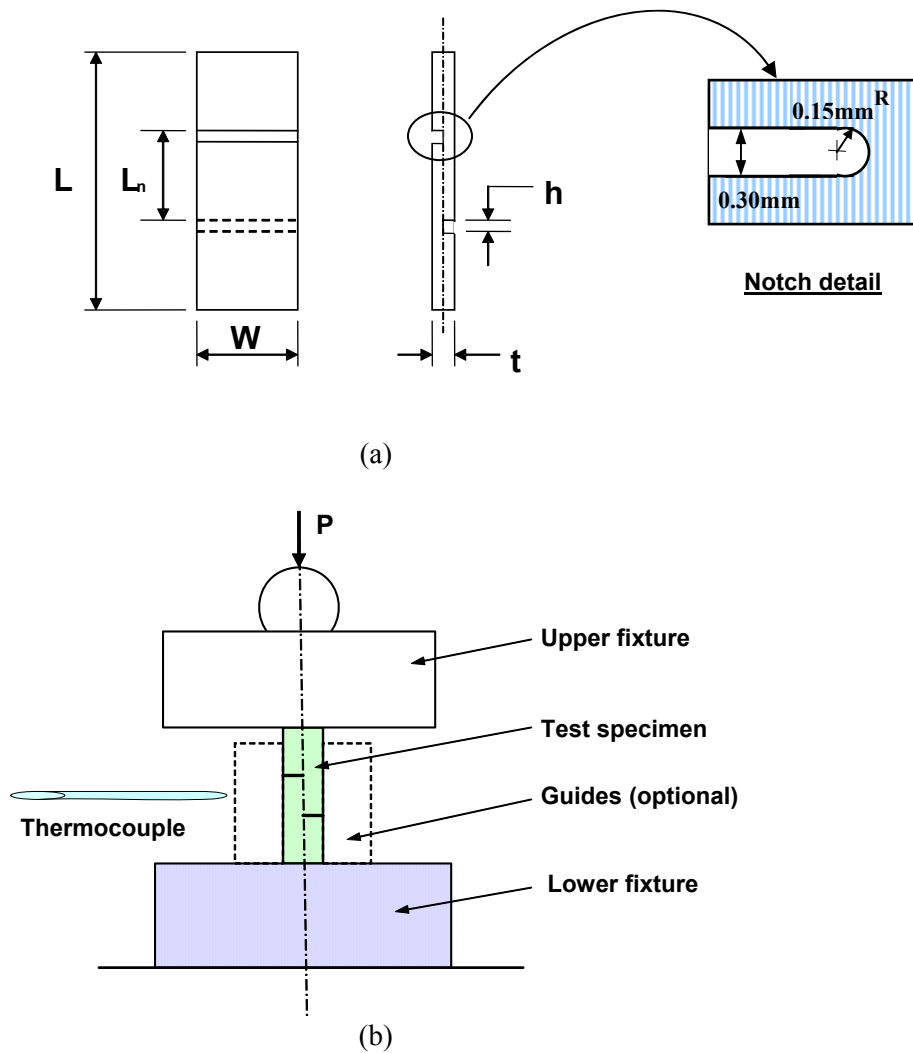 L
Ln
W
h
t
0.15mm R
0.30mm
Notch detail
(a)
P
Upper fixture
Test specimen
Guides (optional)
Thermocouple
Lower fixture
(b)